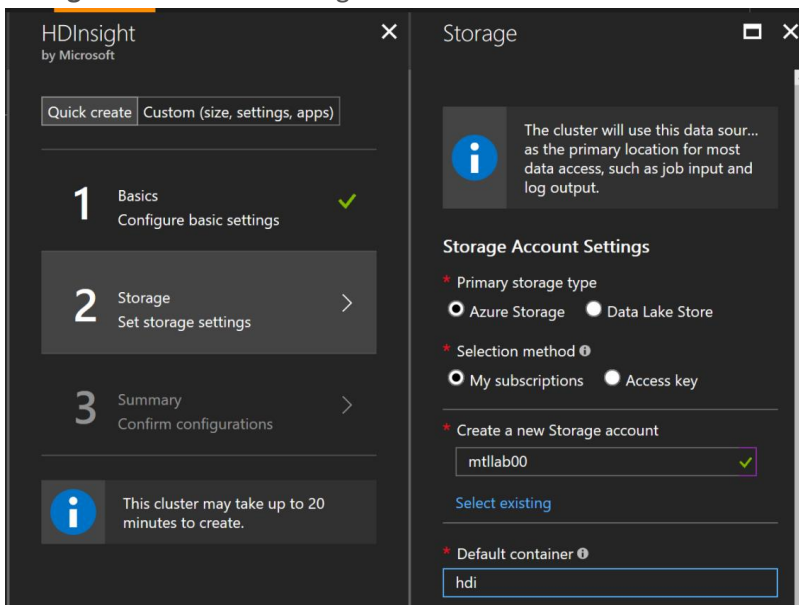 HDInsight
by Microsoft
Quick create Custom (size, settings, apps)
1
Basics
Configure basic settings
2
Storage
Set storage settings
3
Summary
Confirm configurations
This cluster may take up to 20
minutes to create.
Storage
The cluster will use this data sour...
as the primary location for most
data access, such as job input and
log output.
Storage Account Settings
* Primary storage type
Azure Storage Data Lake Store
* Selection method
My subscriptions Access key
* Create a new Storage account
mtllab00
Select existing
* Default container
hdi